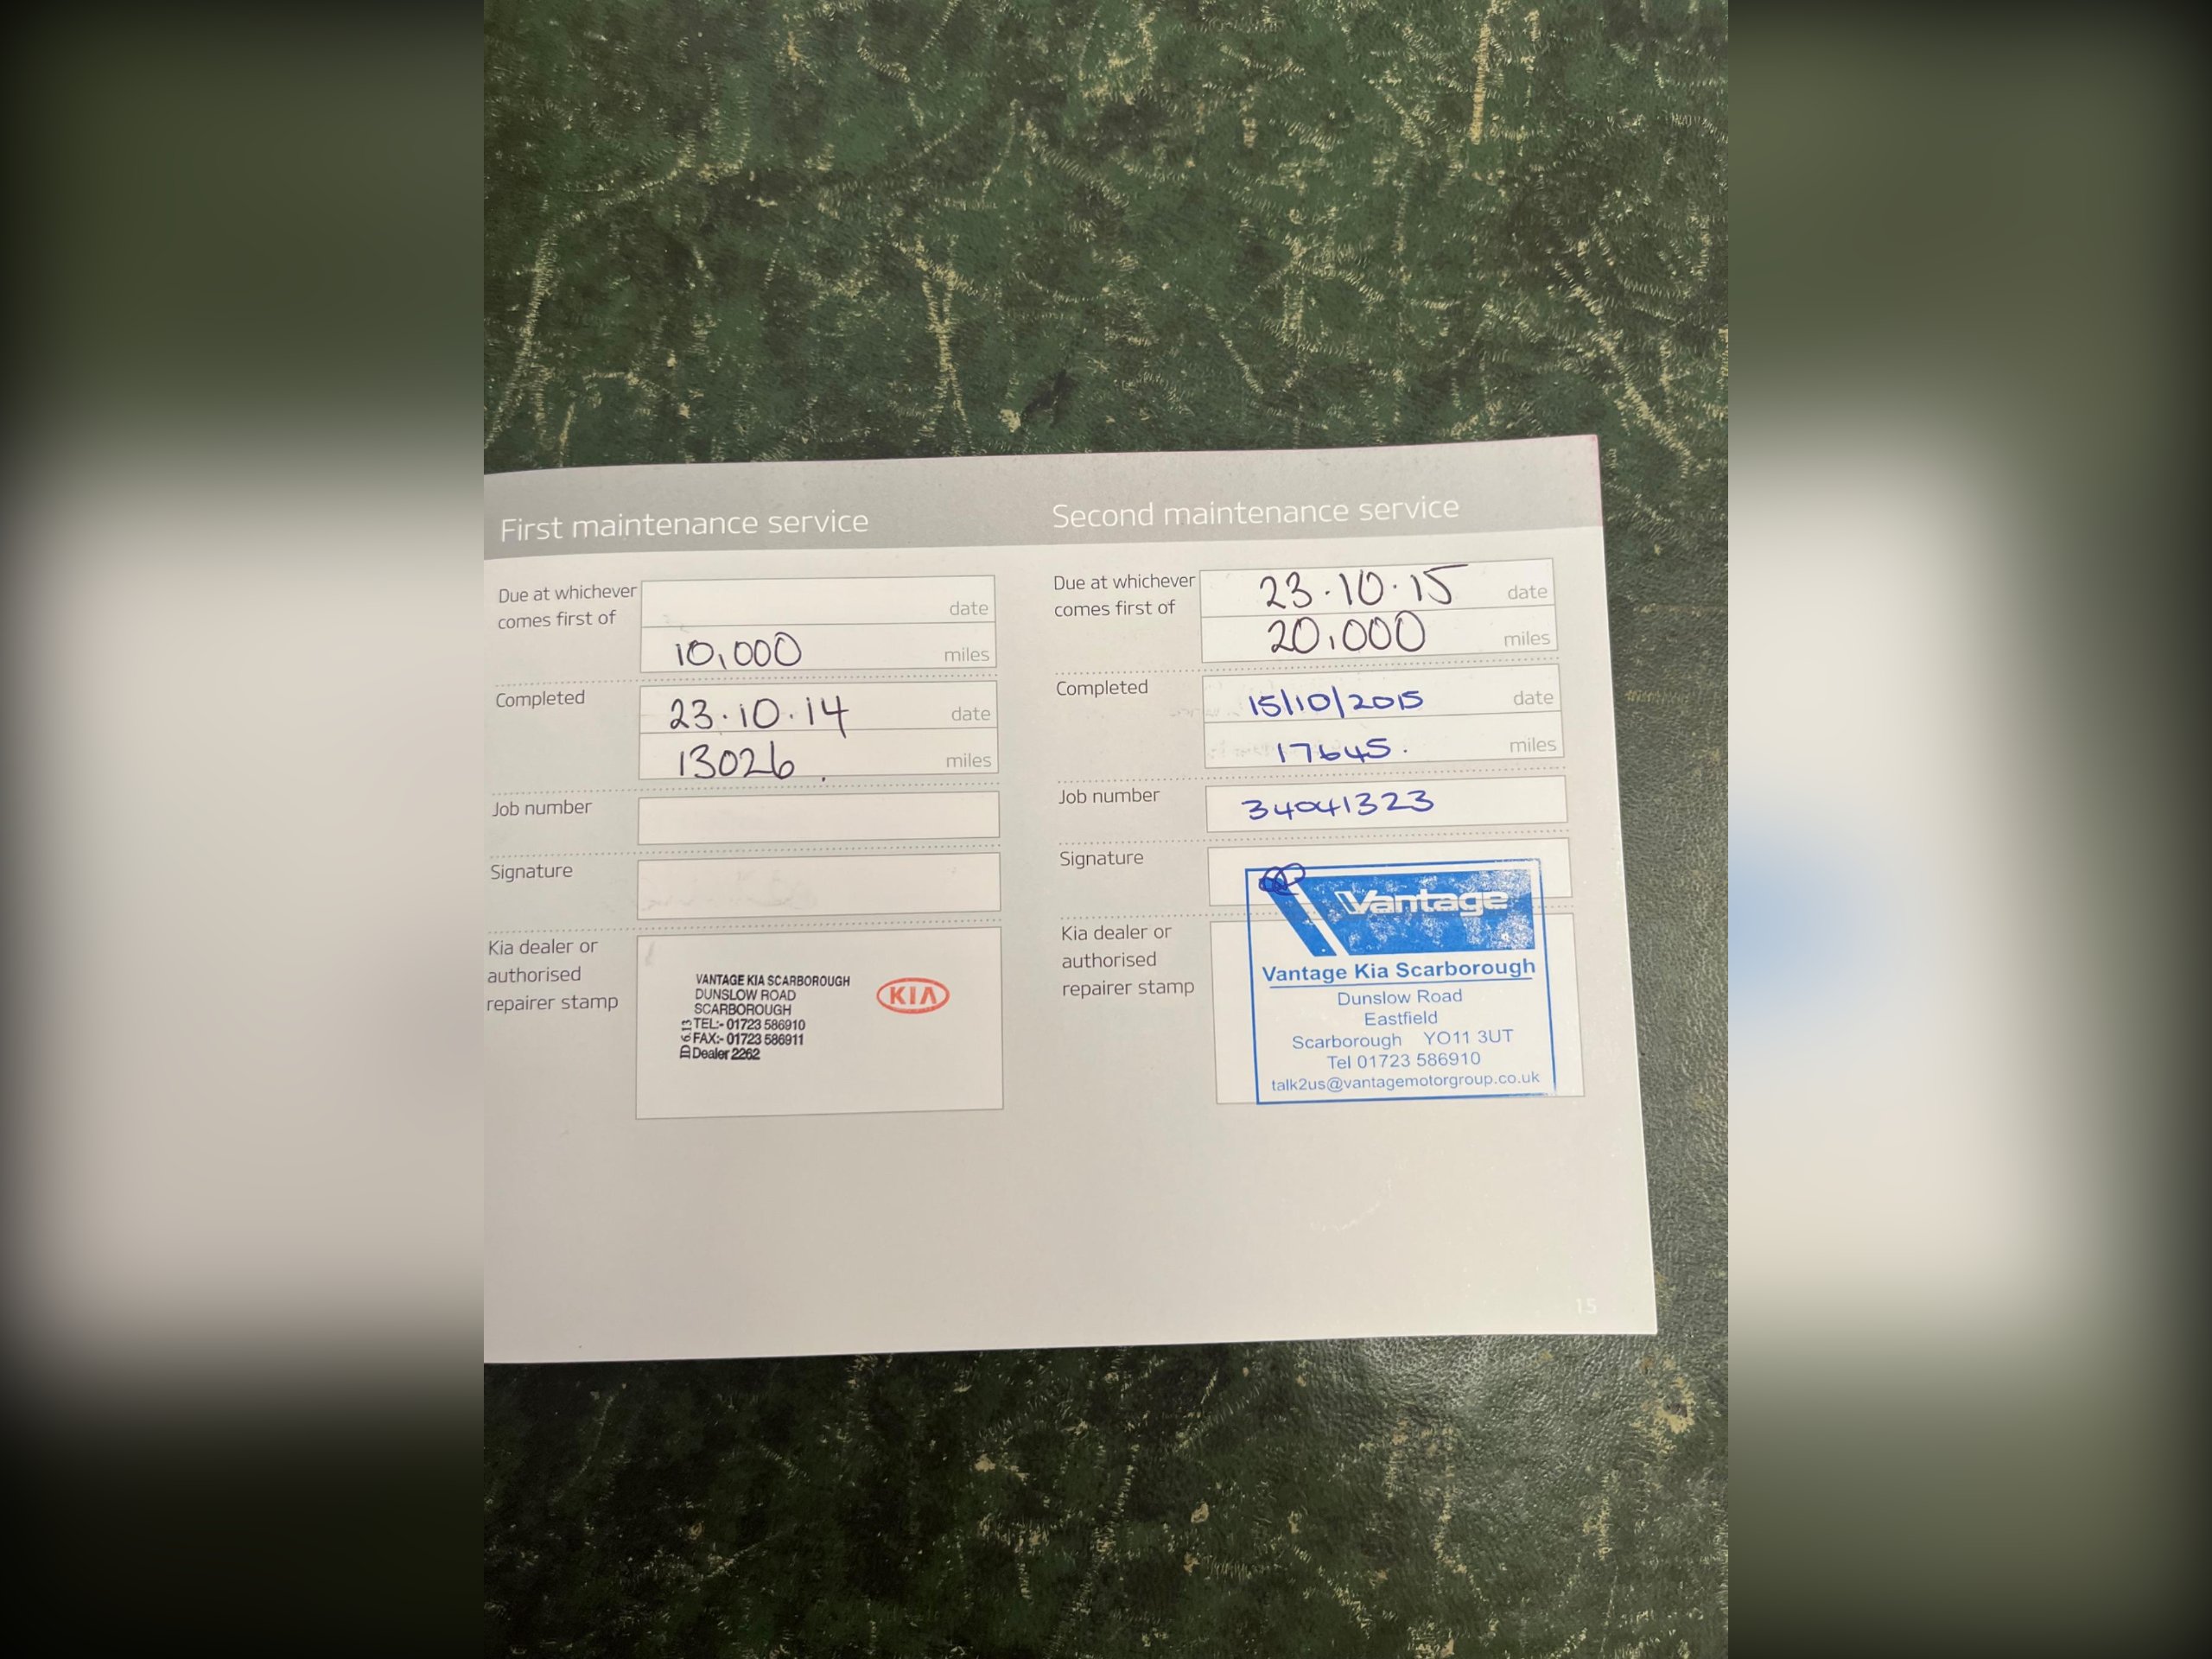 First maintenance service
Due at whichever
comes first of
date
10,000 miles
Completed
23.10.14 date
13026. miles
Job number
Signature
Kia dealer or
authorised
repairer stamp
VANTAGE KIA SCARBOROUGH
DUNSLOW ROAD
SCARBOROUGH
TEL:- 01723 586910
FAX:- 01723 586911
Dealer 2262
KIA
Second maintenance service
Due at whichever
comes first of
23.10.15 date
20,000 miles
Completed
15/10/2015 date
17645. miles
Job number
34041323
Signature
Kia dealer or
authorised
repairer stamp
Vantage
Vantage Kia Scarborough
Dunslow Road
Eastfield
Scarborough YO11 3UT
Tel 01723 586910
talk2us@vantagemotorgroup.co.uk
15